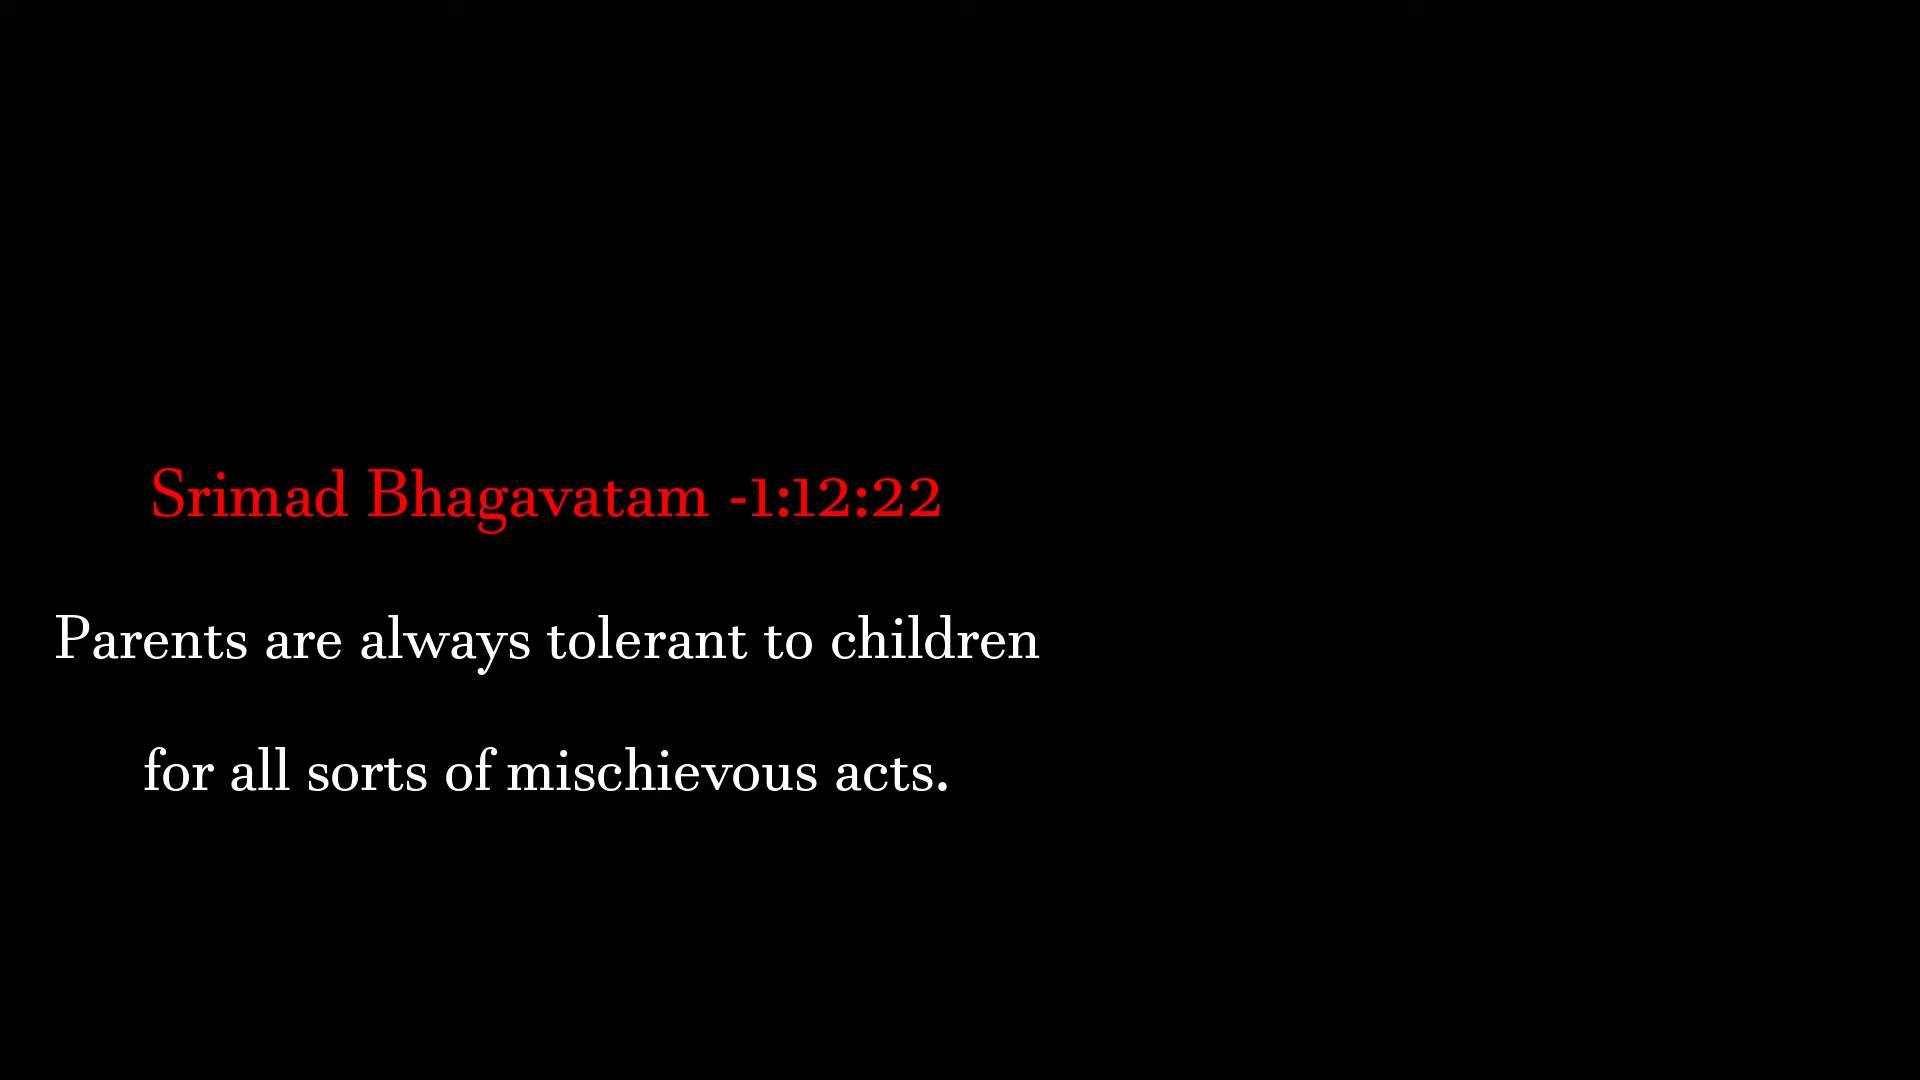 Srimad Bhagavatam -1:12:22
Parents are always tolerant to children
for all sorts of mischievous acts.